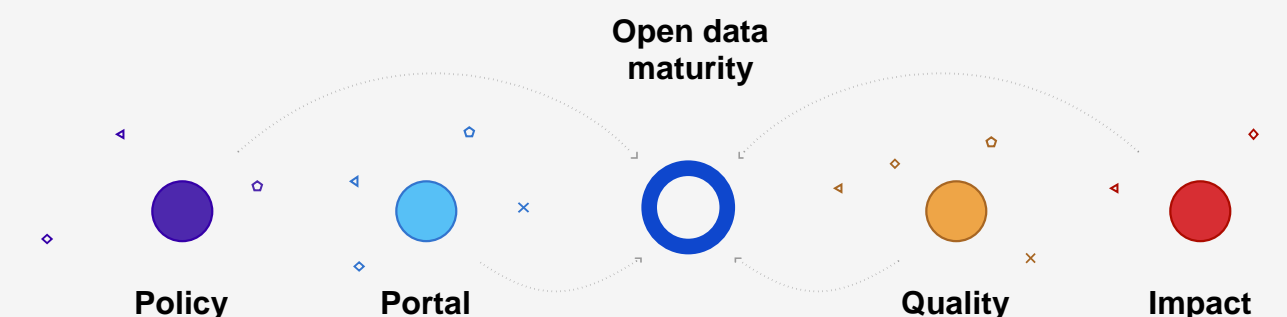 Open data
maturity
Policy
Portal
Quality
Impact